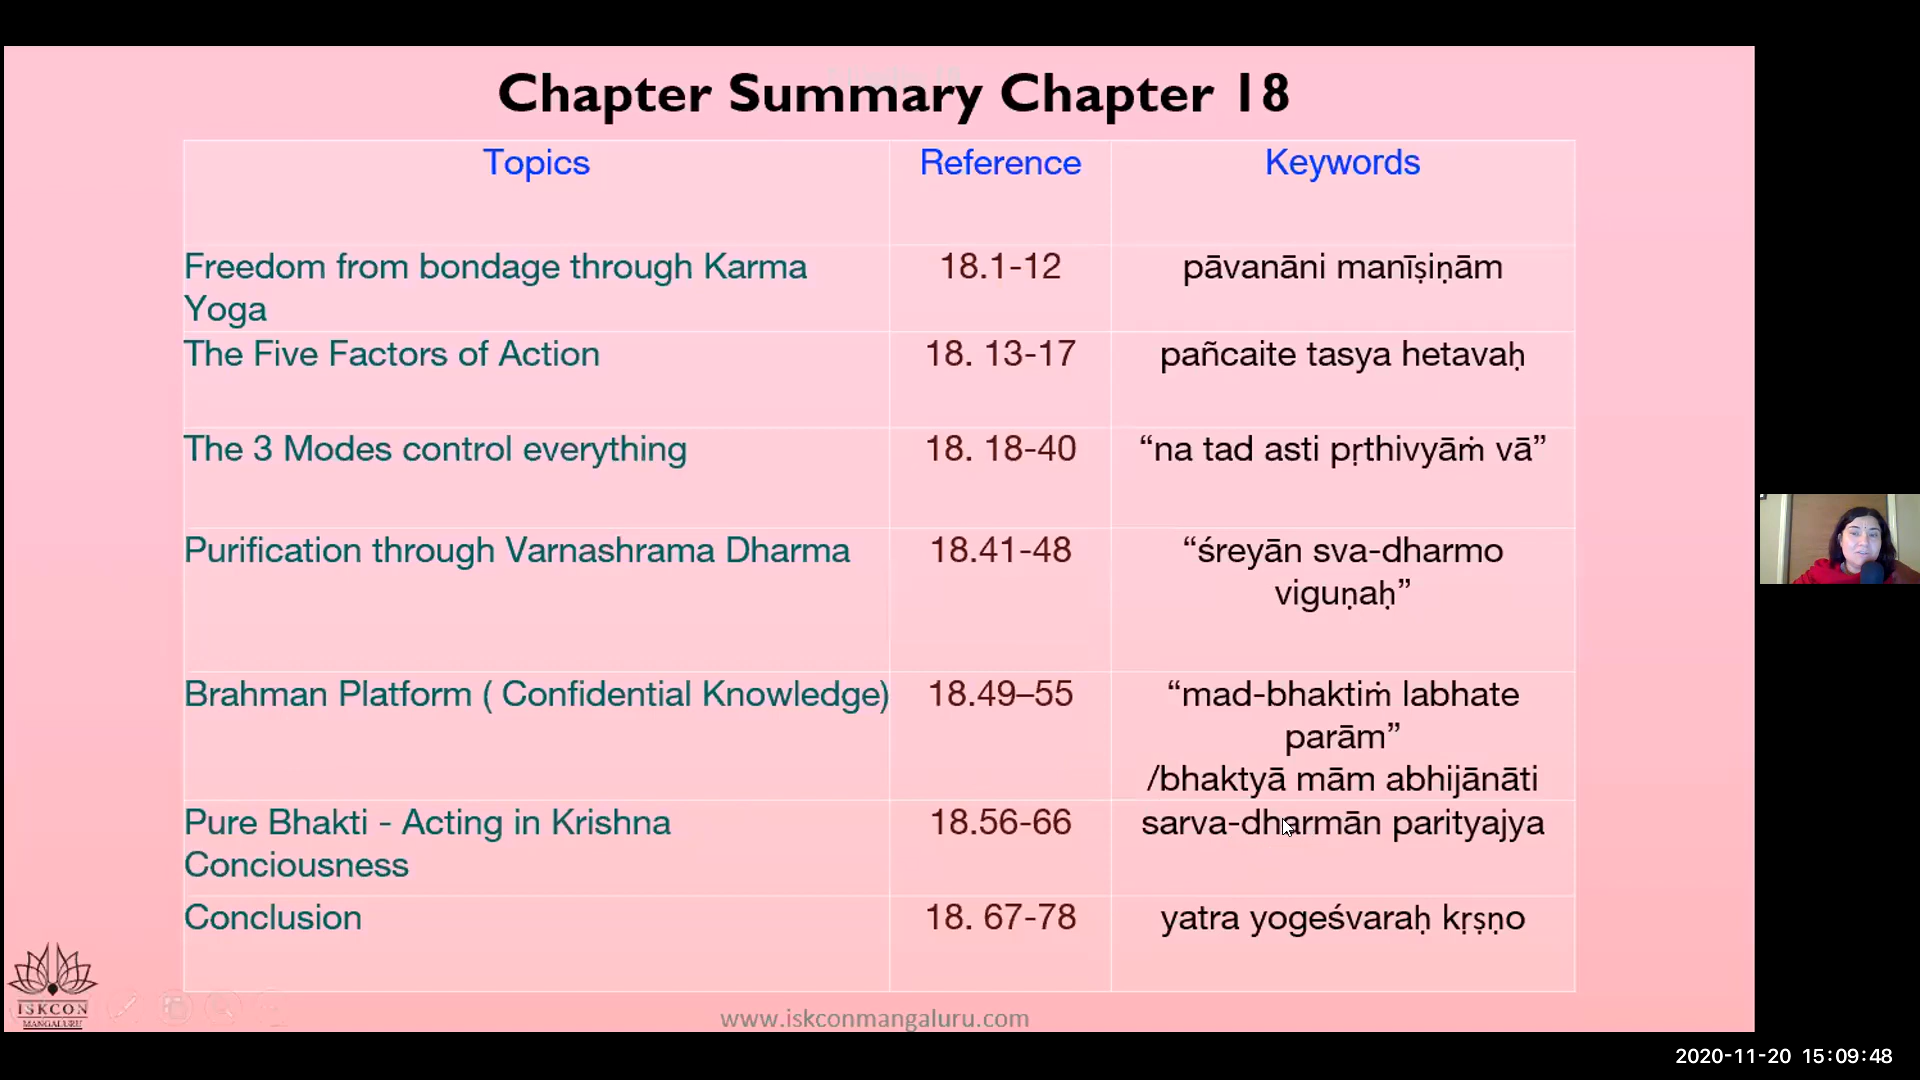 Chapter Summary Chapter 18
Topics Reference Keywords
Freedom from bondage through Karma Yoga 18.1-12 pāvanāni manīṣiṇām
The Five Factors of Action 18. 13-17 pañcaite tasya hetavaḥ
The 3 Modes control everything 18. 18-40 “na tad asti pṛthivyāṁ vā”
Purification through Varnashrama Dharma 18.41-48 “śreyān sva-dharmo
viguṇaḥ”
Brahman Platform ( Confidential Knowledge) 18.49–55 “mad-bhaktiṁ labhate
parām”
/bhaktyā mām abhijānāti
Pure Bhakti - Acting in Krishna
Conciousness 18.56-66 sarva-dharmān parityajya
Conclusion 18. 67-78 yatra yogeśvaraḥ kṛṣṇo
ISKCON
MANGALURU
www.iskconmangaluru.com
2020-11-20 15:09:48